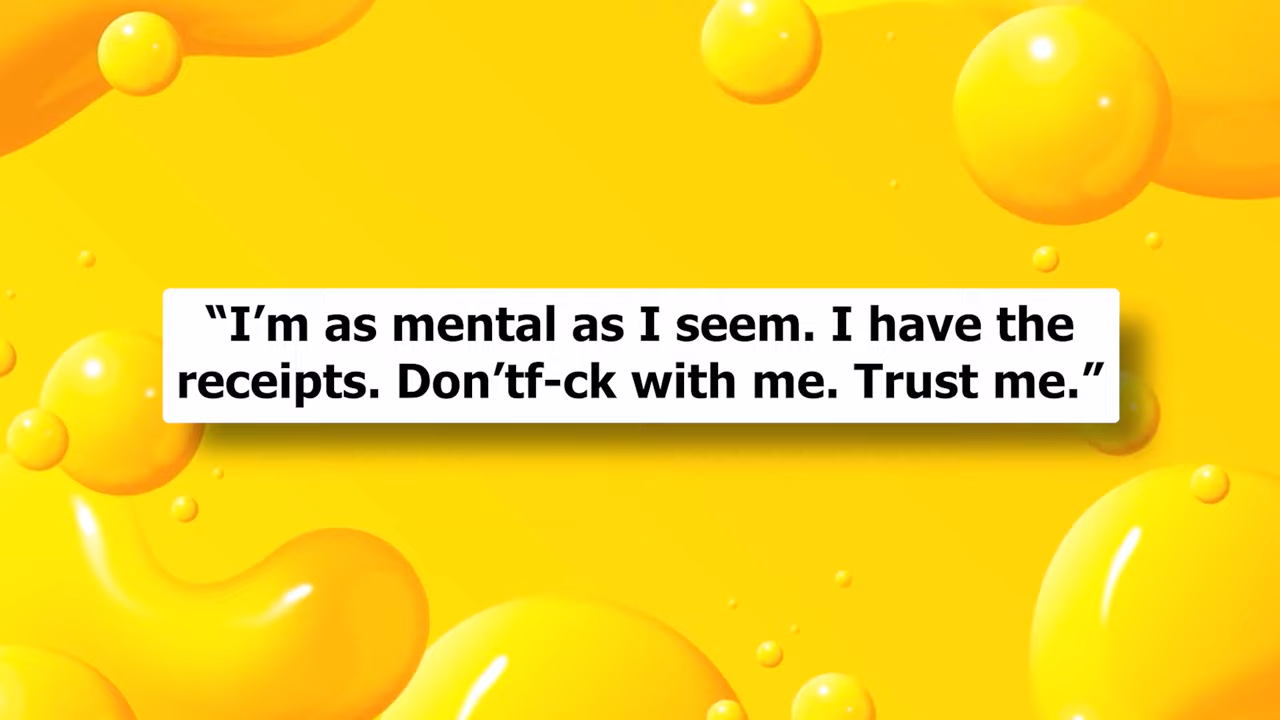 “I’m as mental as I seem. I have the
receipts. Don’tf-ck with me. Trust me.”